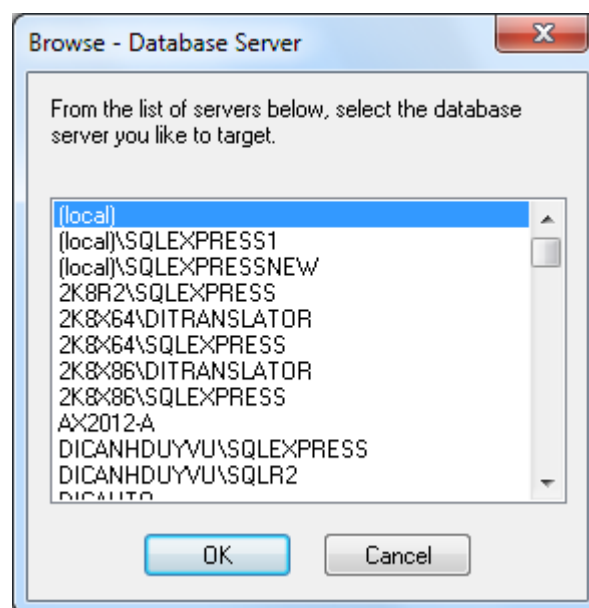 Browse - Database Server
From the list of servers below, select the database
server you like to target.
(local)
(local)\SQLEXPRESS1
(local)\SQLEXPRESSNEW
2K8R2\SQLEXPRESS
2K8X64\DITRANSLATOR
2K8X64\SQLEXPRESS
2K8X86\DITRANSLATOR
2K8X86\SQLEXPRESS
AX2012-A
DICANHDUYVU\SQLEXPRESS
DICANHDUYVU\SQLR2
OK Cancel